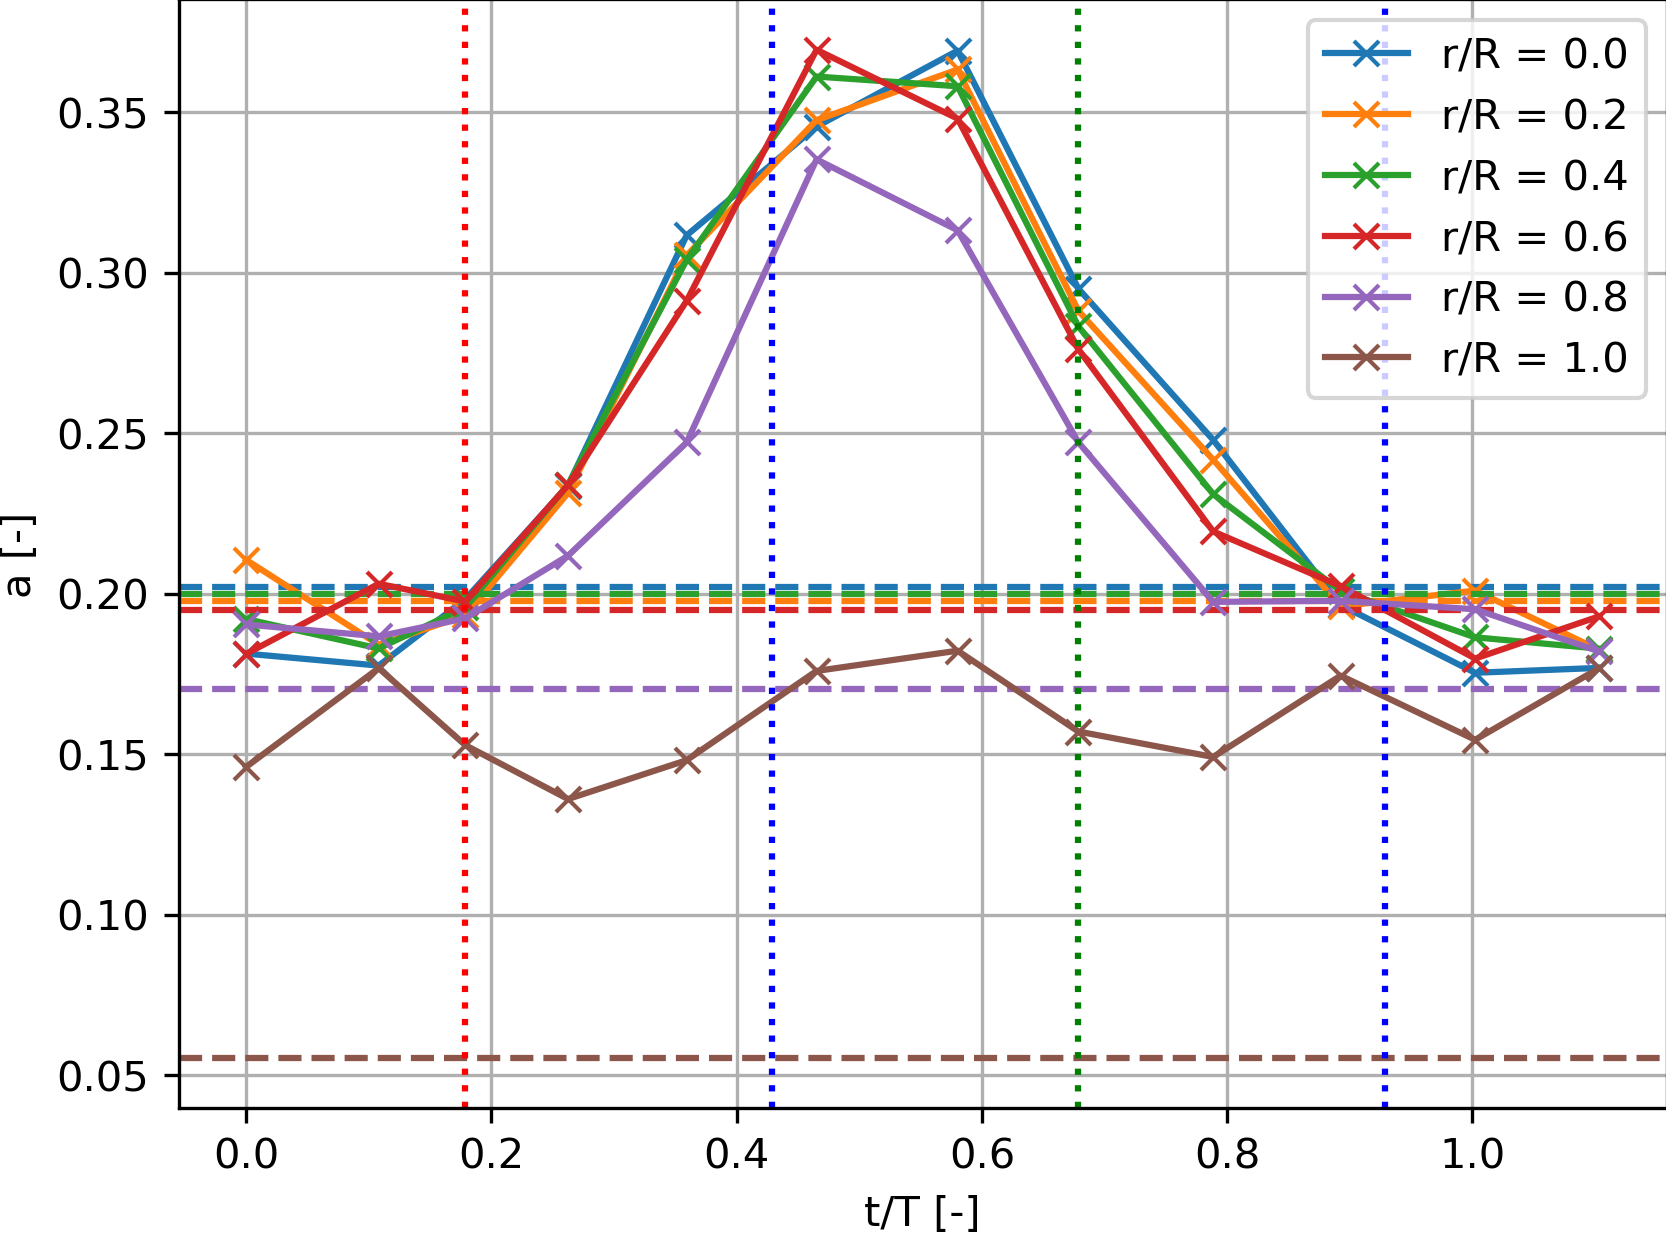 r/R = 0.0
r/R = 0.2
r/R = 0.4
r/R = 0.6
r/R = 0.8
r/R = 1.0
a [-]
0.35
0.30
0.25
0.20
0.15
0.10
0.05
0.0 0.2 0.4 0.6 0.8 1.0
t/T [-]